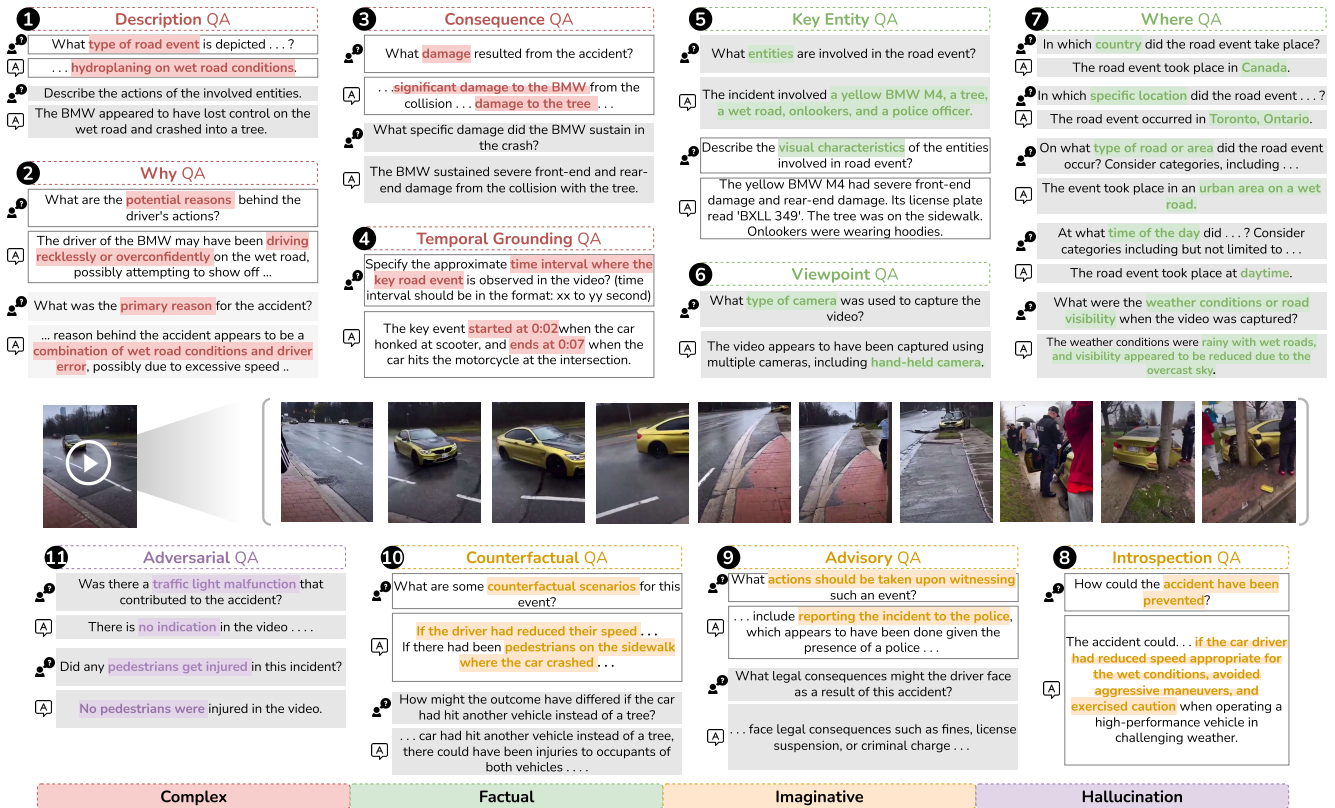 1 Description QA
What type of road event is depicted . . . ?
. . . hydroplaning on wet road conditions.
Describe the actions of the involved entities.
The BMW appeared to have lost control on the
wet road and crashed into a tree.
2 Why QA
What are the potential reasons behind the
driver's actions?
The driver of the BMW may have been driving
recklessly or overconfidently on the wet road,
possibly attempting to show off ...
What was the primary reason for the accident?
... reason behind the accident appears to be a
combination of wet road conditions and driver
error, possibly due to excessive speed ..
3 Consequence QA
What damage resulted from the accident?
. . .significant damage to the BMW from the
collision . . . damage to the tree . . .
What specific damage did the BMW sustain in
the crash?
The BMW sustained severe front-end and rear-
end damage from the collision with the tree.
4 Temporal Grounding QA
Specify the approximate time interval where the
key road event is observed in the video? (time
interval should be in the format: xx to yy second)
The key event started at 0:02when the car
honked at scooter, and ends at 0:07 when the
car hits the motorcycle at the intersection.
5 Key Entity QA
What entities are involved in the road event?
The incident involved a yellow BMW M4, a tree,
a wet road, onlookers, and a police officer.
Describe the visual characteristics of the entities
involved in road event?
The yellow BMW M4 had severe front-end
damage and rear-end damage. Its license plate
read 'BXLL 349'. The tree was on the sidewalk.
Onlookers were wearing hoodies.
6 Viewpoint QA
What type of camera was used to capture the
video?
The video appears to have been captured using
multiple cameras, including hand-held camera.
7 Where QA
In which country did the road event take place?
The road event took place in Canada.
In which specific location did the road event . . . ?
The road event occurred in Toronto, Ontario.
On what type of road or area did the road event
occur? Consider categories, including . . .
The event took place in an urban area on a wet
road.
At what time of the day did . . . ? Consider
categories including but not limited to . . .
The road event took place at daytime.
What were the weather conditions or road
visibility when the video was captured?
The weather conditions were rainy with wet roads,
and visibility appeared to be reduced due to the
overcast sky.
11 Adversarial QA
Was there a traffic light malfunction that
contributed to the accident?
There is no indication in the video . . . .
Did any pedestrians get injured in this incident?
No pedestrians were injured in the video.
10 Counterfactual QA
What are some counterfactual scenarios for this
event?
If the driver had reduced their speed . . .
If there had been pedestrians on the sidewalk
where the car crashed . . .
How might the outcome have differed if the car
had hit another vehicle instead of a tree?
. . . car had hit another vehicle instead of a tree,
there could have been injuries to occupants of
both vehicles . . . .
9 Advisory QA
What actions should be taken upon witnessing
such an event?
. . . include reporting the incident to the police,
which appears to have been done given the
presence of a police . . .
What legal consequences might the driver face
as a result of this accident?
. . . face legal consequences such as fines, license
suspension, or criminal charge . . .
8 Introspection QA
How could the accident have been
prevented?
The accident could. . . if the car driver
had reduced speed appropriate for
the wet conditions, avoided
aggressive maneuvers, and
exercised caution when operating a
high-performance vehicle in
challenging weather.
Complex
Factual
Imaginative
Hallucination